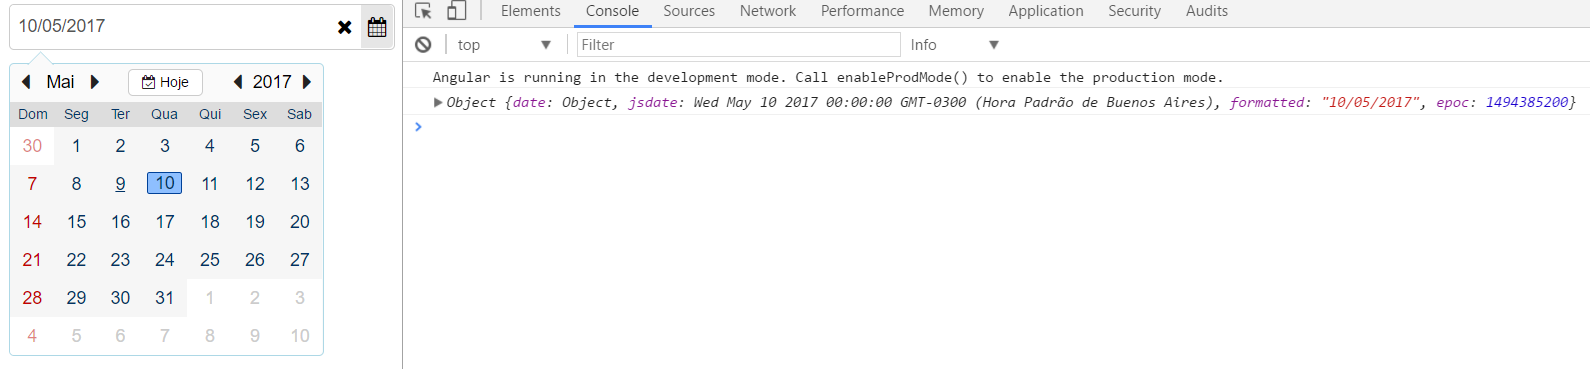 10/05/2017
Mai Hoje 2017
Dom Seg Ter Qua Qui Sex Sab
30 1 2 3 4 5 6
7 8 9 10 11 12 13
14 15 16 17 18 19 20
21 22 23 24 25 26 27
28 29 30 31 1 2 3
4 5 6 7 8 9 10
Elements Console Sources Network Performance Memory Application Security Audits
top Filter Info
Angular is running in the development mode. Call enableProdMode() to enable the production mode.
Object {date: Object, jsdate: Wed May 10 2017 00:00:00 GMT-0300 (Hora Padrão de Buenos Aires), formatted: "10/05/2017", epoc: 1494385200}